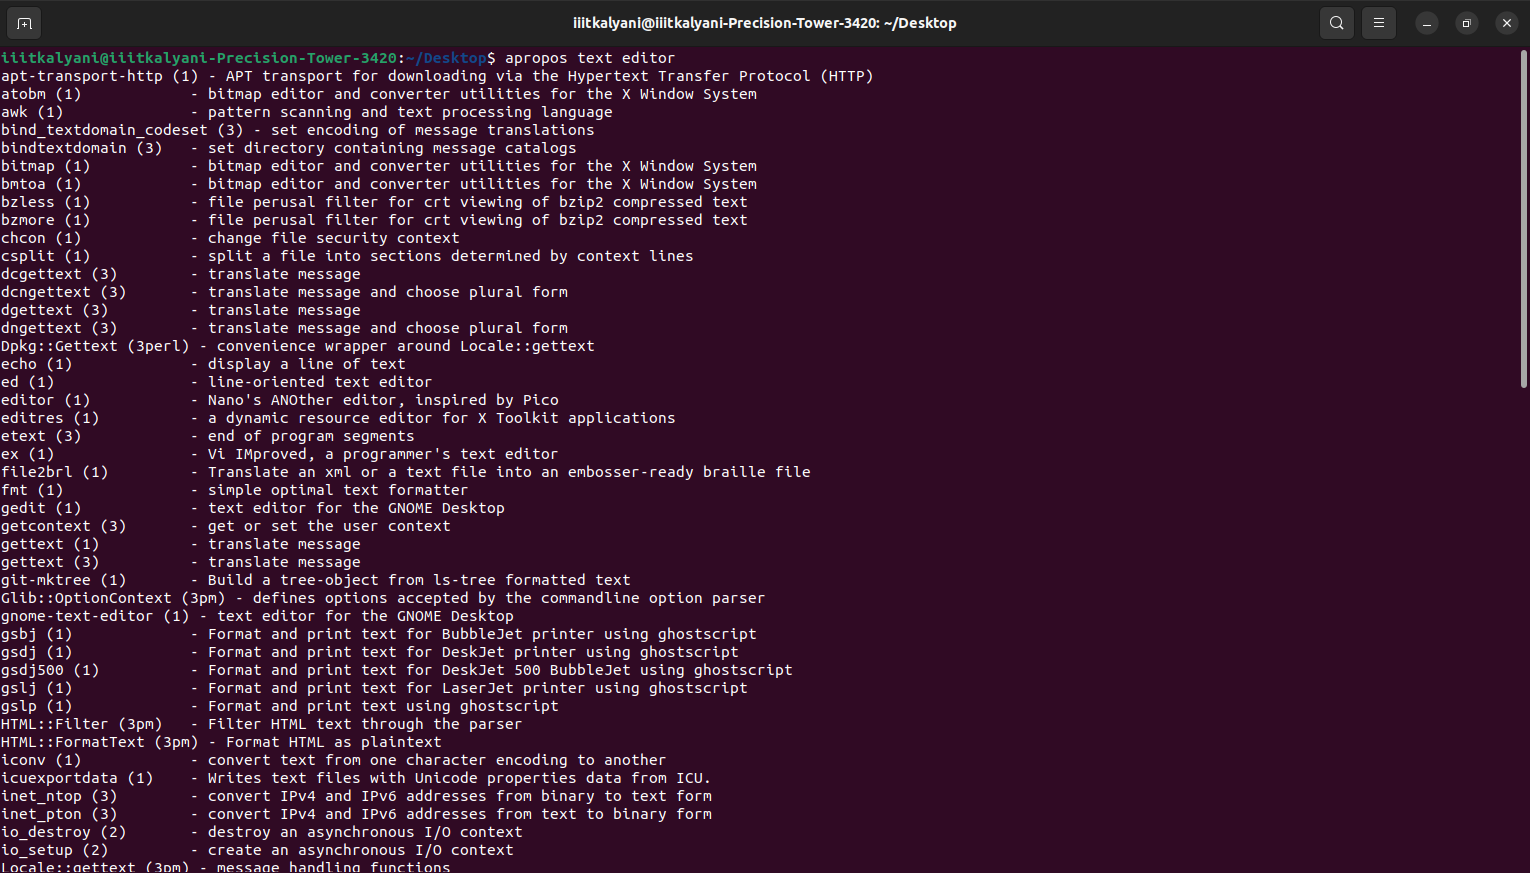 iiitkalyani@iiitkalyani-Precision-Tower-3420: ~/Desktop
iiitkalyani@iiitkalyani-Precision-Tower-3420:~/Desktop$ apropos text editor
apt-transport-http (1) - APT transport for downloading via the Hypertext Transfer Protocol (HTTP)
atobm (1)            - bitmap editor and converter utilities for the X Window System
awk (1)              - pattern scanning and text processing language
bind_textdomain_codeset (3) - set encoding of message translations
bindtextdomain (3)   - set directory containing message catalogs
bitmap (1)           - bitmap editor and converter utilities for the X Window System
bmtoa (1)            - bitmap editor and converter utilities for the X Window System
bzless (1)           - file perusal filter for crt viewing of bzip2 compressed text
bzmore (1)           - file perusal filter for crt viewing of bzip2 compressed text
chcon (1)            - change file security context
csplit (1)           - split a file into sections determined by context lines
dcgettext (3)        - translate message
dcngettext (3)       - translate message and choose plural form
dgettext (3)         - translate message
dngettext (3)        - translate message and choose plural form
Dpkg::Gettext (3perl) - convenience wrapper around Locale::gettext
echo (1)             - display a line of text
ed (1)               - line-oriented text editor
editor (1)           - Nano's ANOther editor, inspired by Pico
editres (1)          - a dynamic resource editor for X Toolkit applications
etext (3)            - end of program segments
ex (1)               - Vi IMproved, a programmer's text editor
file2brl (1)         - Translate an xml or a text file into an embosser-ready braille file
fmt (1)              - simple optimal text formatter
gedit (1)            - text editor for the GNOME Desktop
getcontext (3)       - get or set the user context
gettext (1)          - translate message
gettext (3)          - translate message
git-mktree (1)       - Build a tree-object from ls-tree formatted text
Glib::OptionContext (3pm) - defines options accepted by the commandline option parser
gnome-text-editor (1) - text editor for the GNOME Desktop
gsbj (1)             - Format and print text for BubbleJet printer using ghostscript
gsdj (1)             - Format and print text for DeskJet printer using ghostscript
gsdj500 (1)          - Format and print text for DeskJet 500 BubbleJet using ghostscript
gslj (1)             - Format and print text for LaserJet printer using ghostscript
gslp (1)             - Format and print text using ghostscript
HTML::Filter (3pm)   - Filter HTML text through the parser
HTML::FormatText (3pm) - Format HTML as plaintext
iconv (1)            - convert text from one character encoding to another
icuexportdata (1)    - Writes text files with Unicode properties data from ICU.
inet_ntop (3)        - convert IPv4 and IPv6 addresses from binary to text form
inet_pton (3)        - convert IPv4 and IPv6 addresses from text to binary form
io_destroy (2)       - destroy an asynchronous I/O context
io_setup (2)         - create an asynchronous I/O context
Locale::gettext (3pm) - message handling functions